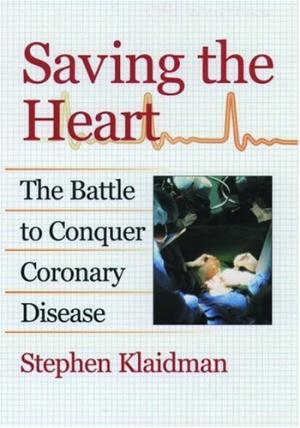 Saving the
Heart
The Battle
to Conquer
Coronary
Disease
Stephen Klaidman